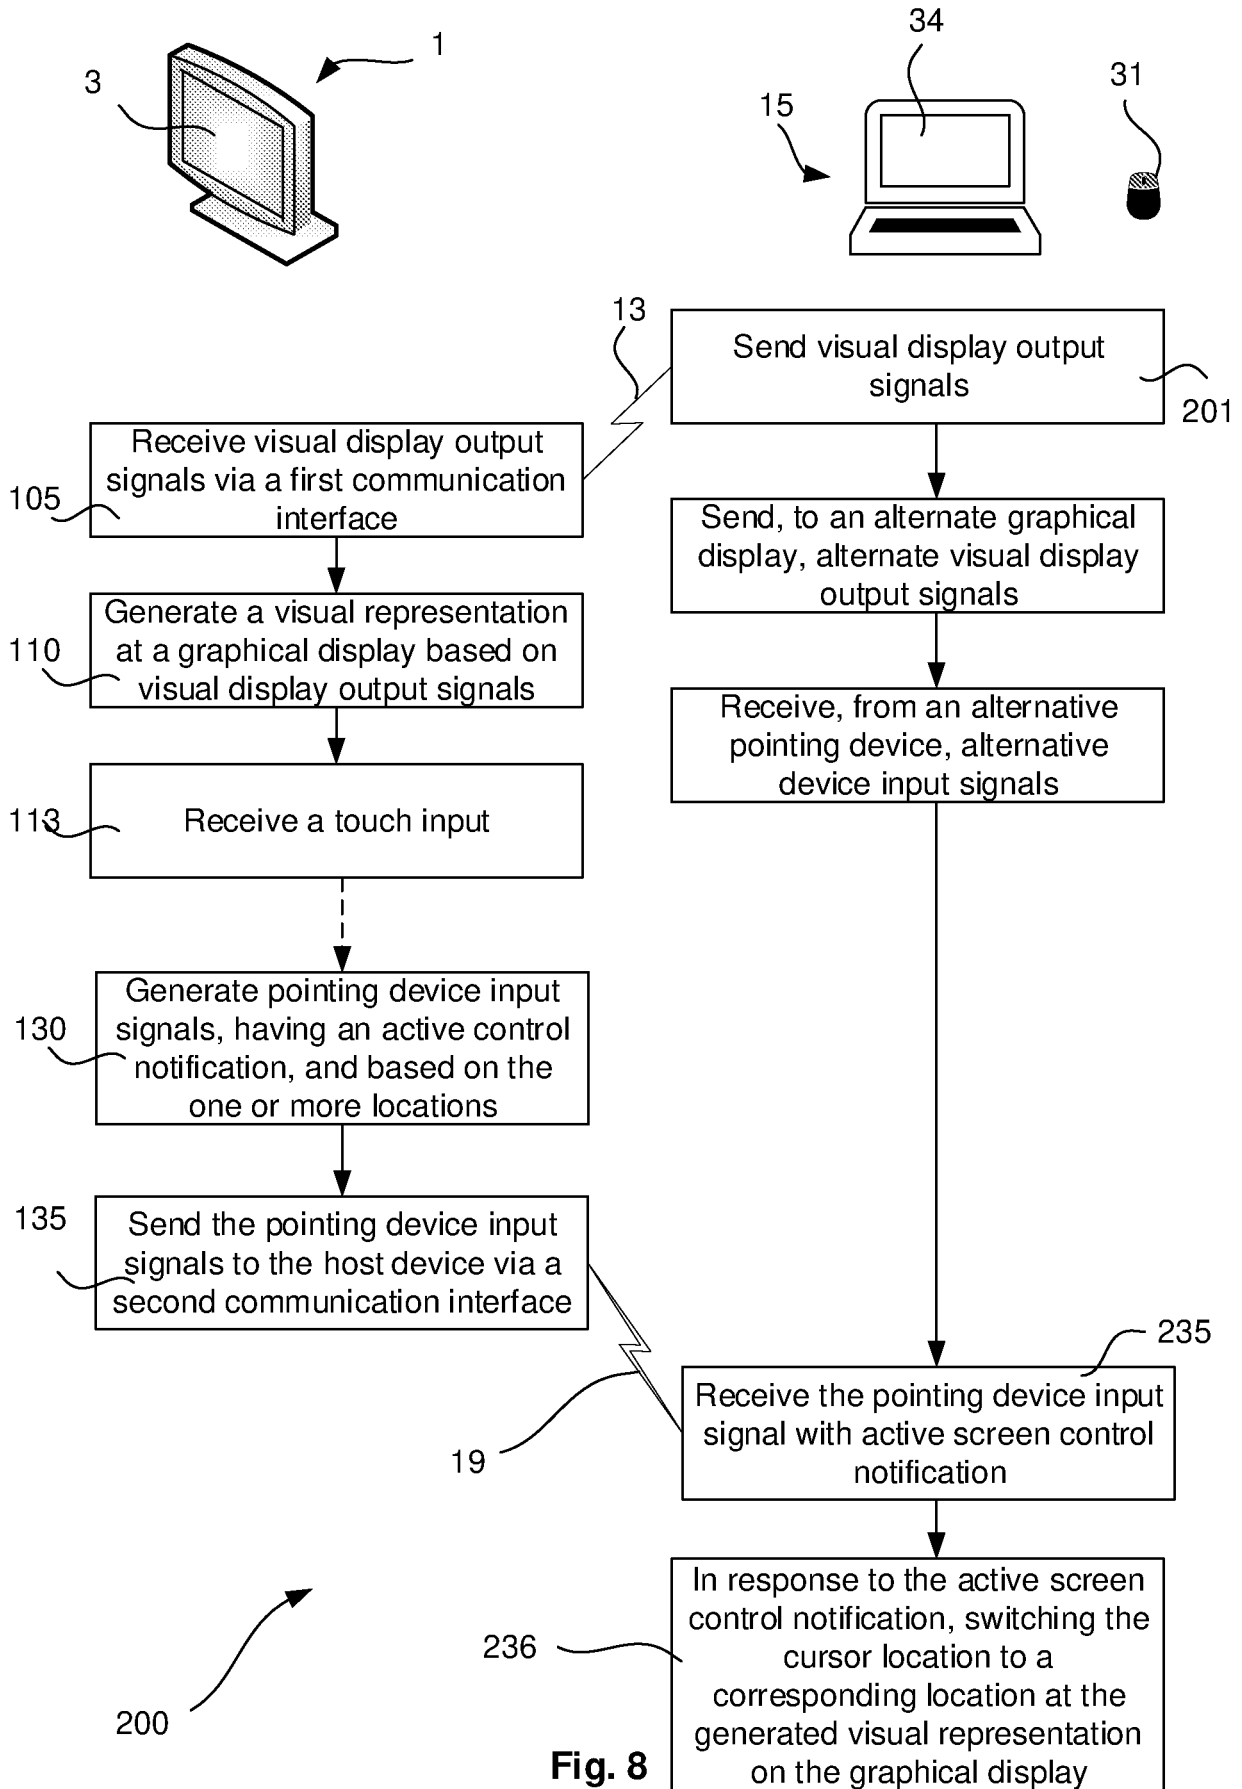 34
1
3
31
15
13
Send visual display output
signals
201
Receive visual display output
signals via a first communication
interface
105
Send, to an alternate graphical
display, alternate visual display
output signals
Generate a visual representation
at a graphical display based on
visual display output signals
110
Receive, from an alternative
pointing device, alternative
device input signals
113
Receive a touch input
Generate pointing device input
signals, having an active control
notification, and based on the
one or more locations
130
135
Send the pointing device input
signals to the host device via a
second communication interface
235
Receive the pointing device input
signal with active screen control
notification
19
In response to the active screen
control notification, switching the
cursor location to a
corresponding location at the
generated visual representation
on the graphical display
236
200
Fig. 8